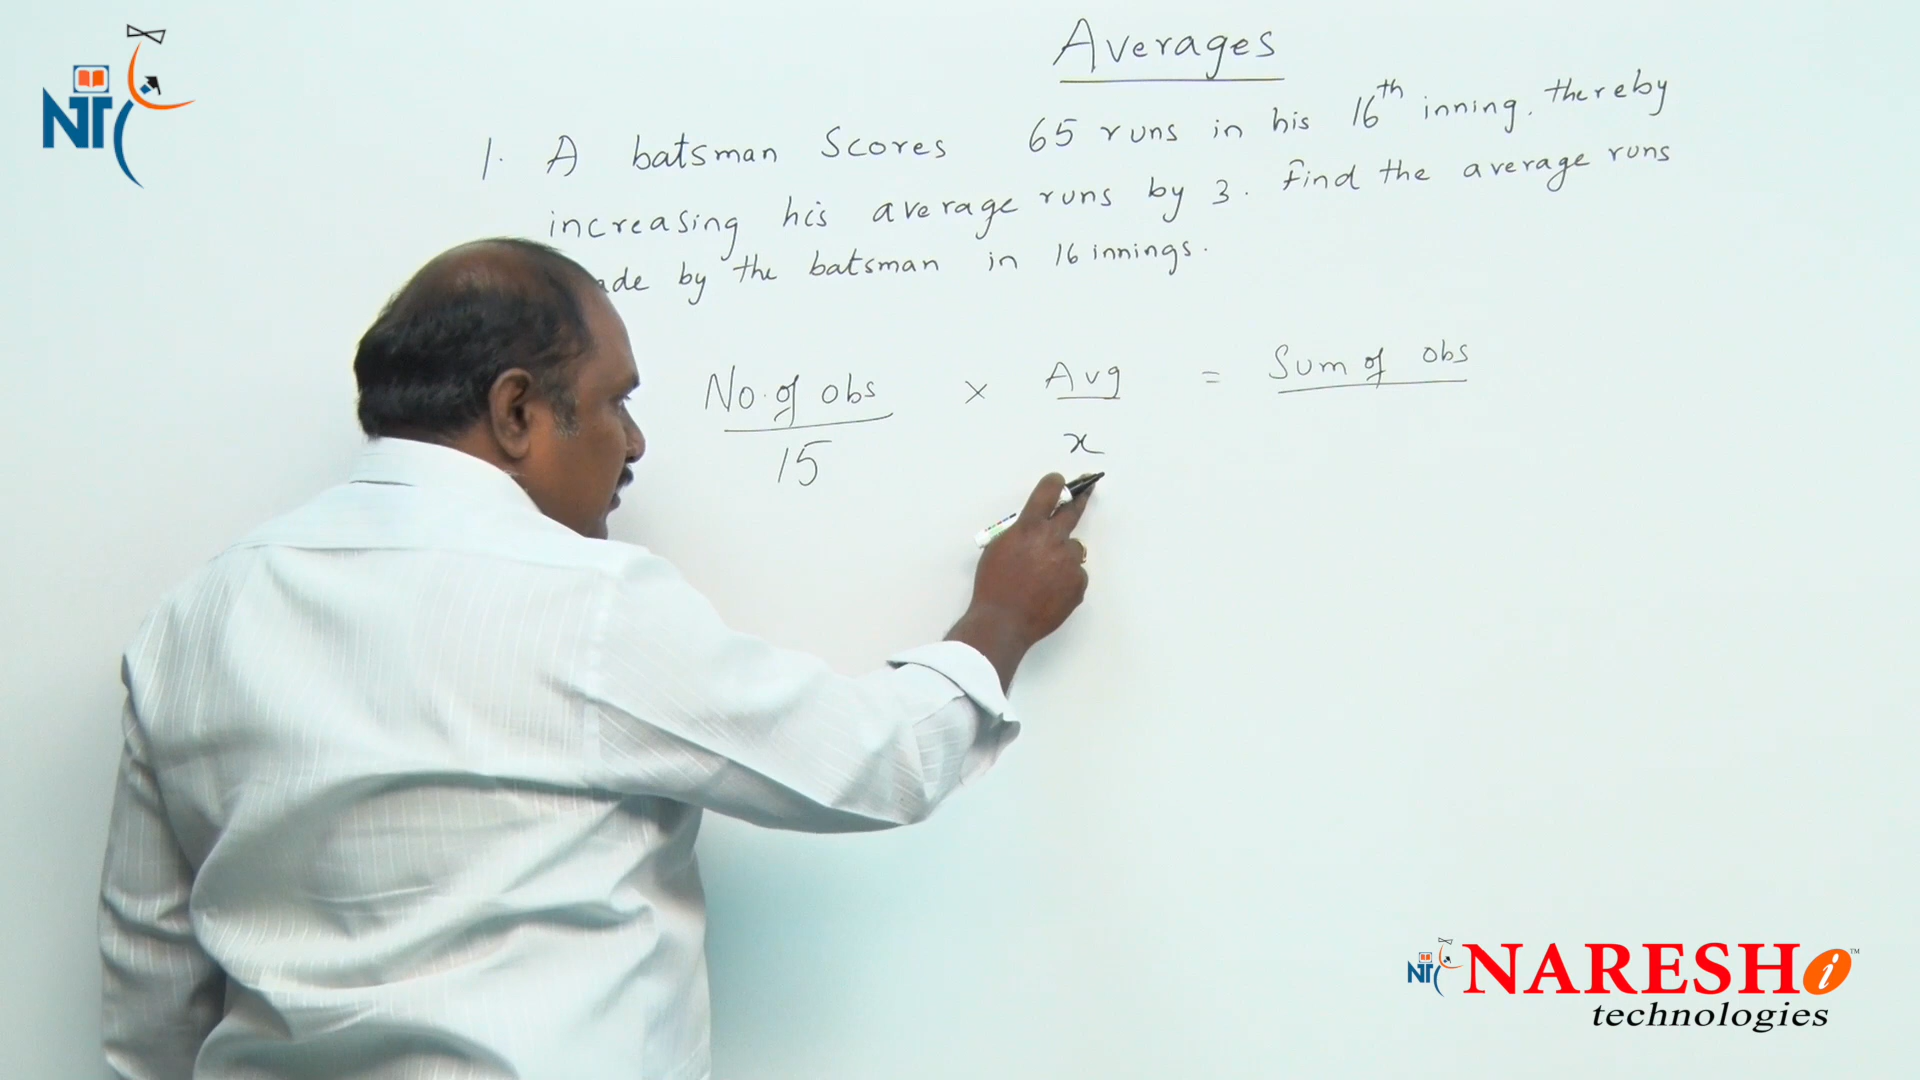 Averages
1. A batsman Scores 65 runs in his 16th inning, thereby
increasing his average runs by 3. Find the average runs
by the batsman in 16 innings.
No. of obs × Avg = Sum of obs
15 x
NT
NT NARESH i ™
technologies